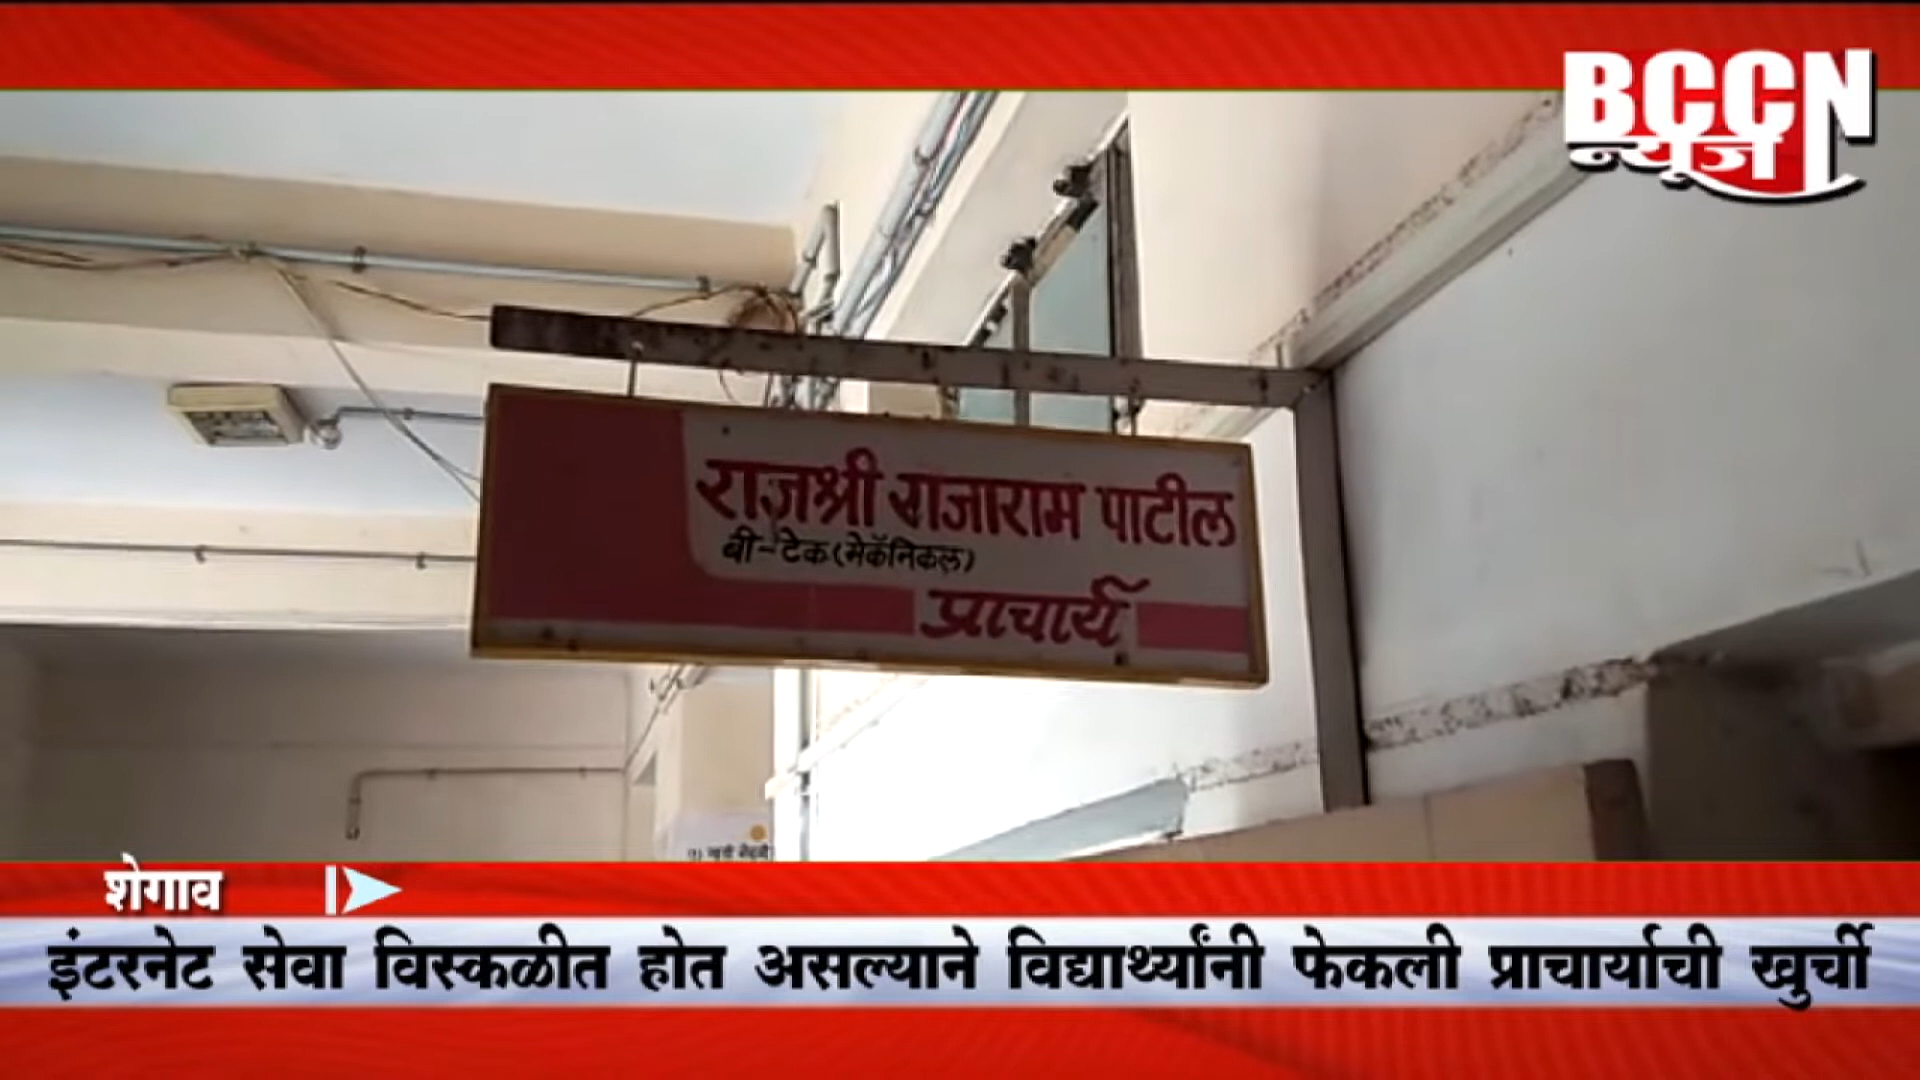 BCCN
न्यूज
राजश्री राजाराम पाटील
बी-टेक(मेकॅनिकल)
प्राचार्य
शेगाव
इंटरनेट सेवा विस्कळीत होत असल्याने विद्यार्थ्यांनी फेकली प्राचार्याची खुर्ची